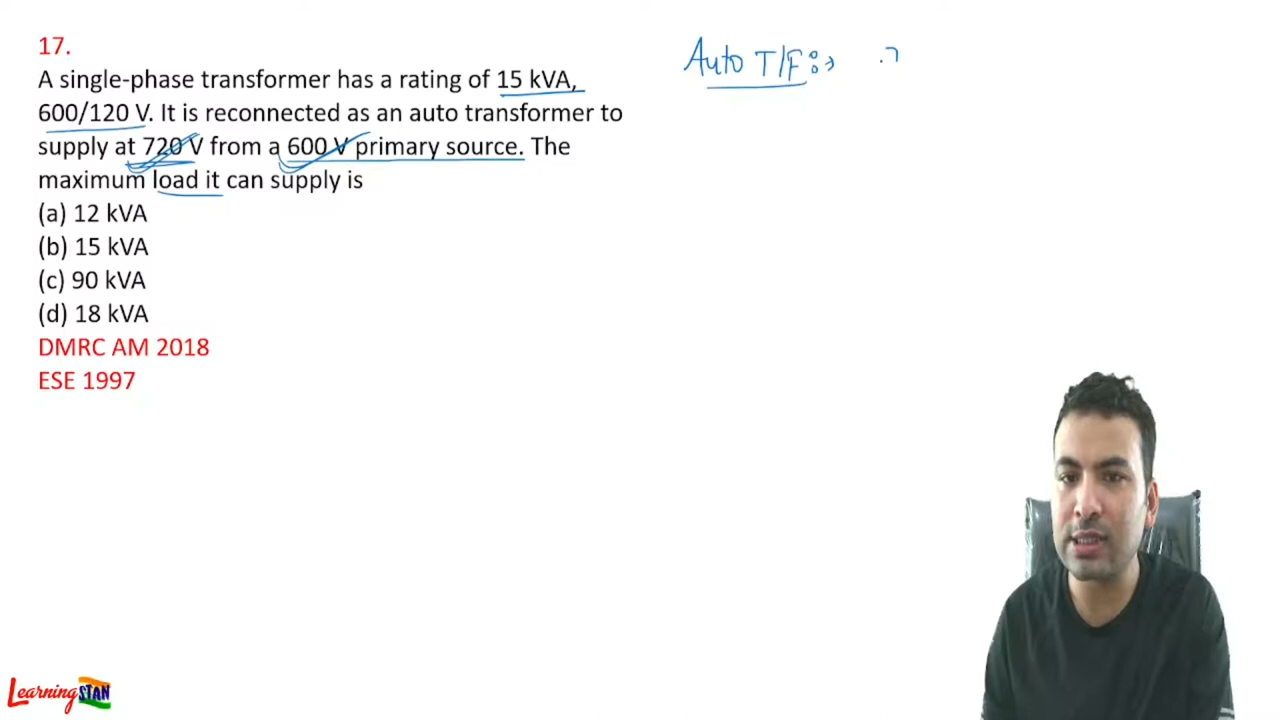 17.
A single-phase transformer has a rating of 15 kVA,
600/120 V. It is reconnected as an auto transformer to
supply at 720 V from a 600 V primary source. The
maximum load it can supply is
(a) 12 kVA
(b) 15 kVA
(c) 90 kVA
(d) 18 kVA
DMRC AM 2018
ESE 1997
Auto T/F
LearningSTAN